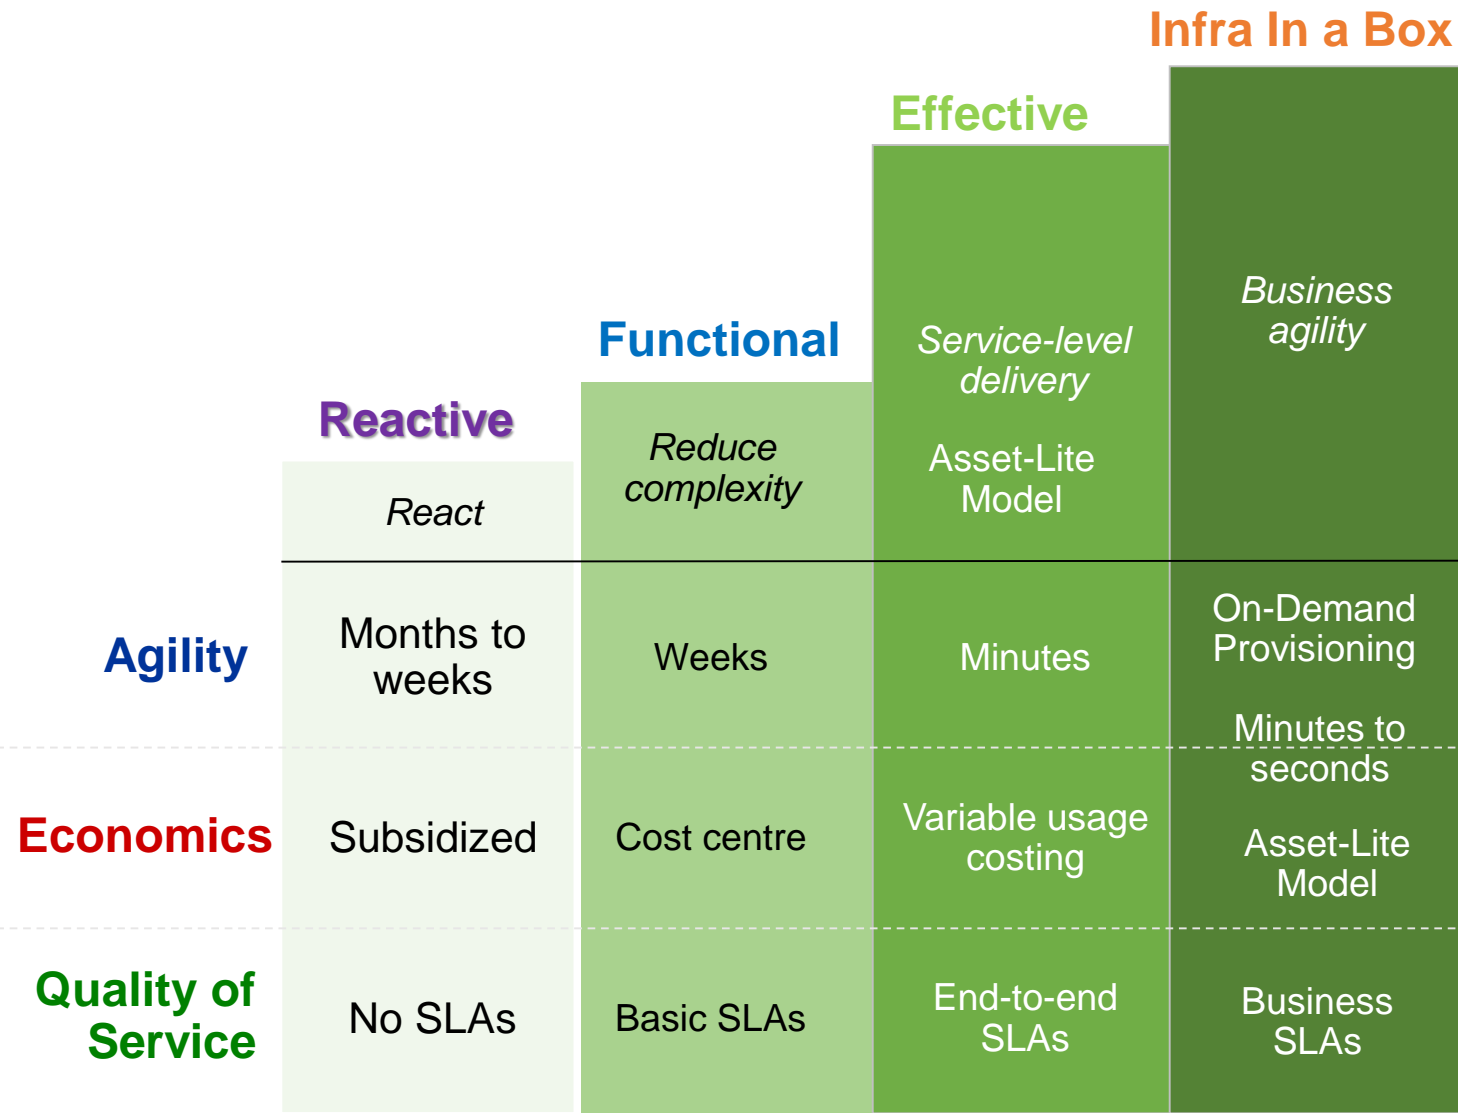 Infra In a Box
Effective
Functional
Reactive
React
Reduce
complexity
Service-level
delivery
Asset-Lite
Model
Business
agility
Agility
Months to
weeks
Weeks
Minutes
On-Demand
Provisioning
Minutes to
seconds
Economics
Subsidized
Cost centre
Variable usage
costing
Asset-Lite
Model
Quality of
Service
No SLAs
Basic SLAs
End-to-end
SLAs
Business
SLAs